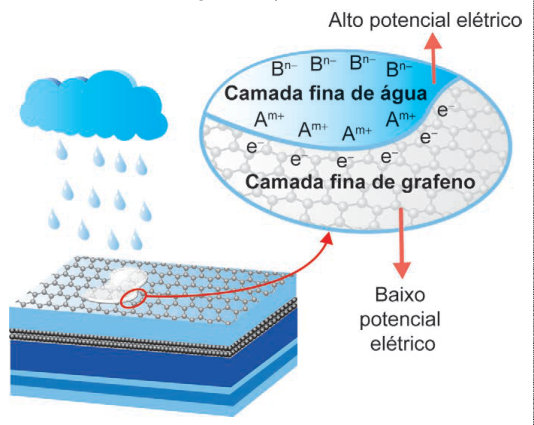 Alto potencial elétrico
Bⁿ⁻ Bⁿ⁻ Bⁿ⁻ Bⁿ⁻
Camada fina de água
Aᵐ⁺ Aᵐ⁺ Aᵐ⁺ Aᵐ⁺
e⁻ e e⁻ e⁻ e⁻ e⁻ e⁻
Camada fina de grafeno
Baixo
potencial
elétrico